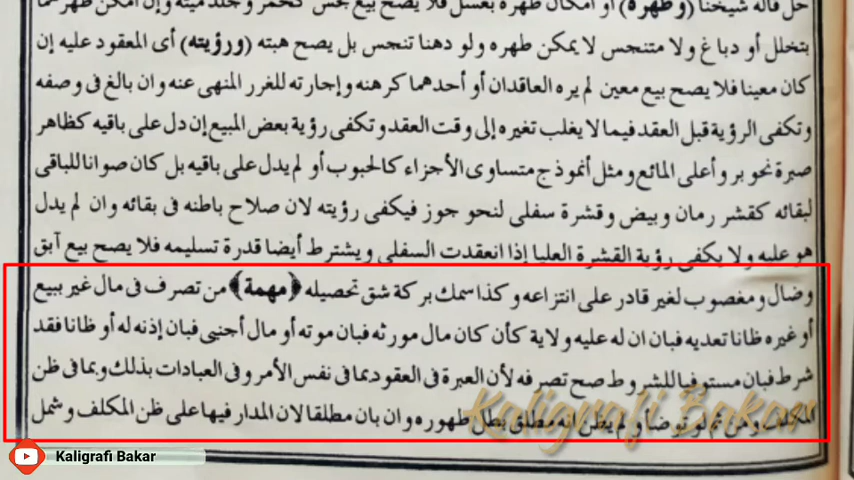 حل قاله شيخنا (وطهره) أو امكان طهره بغسل فلا يصح بيع نجس كخمر وجلد ميتة وإن أمكن طهرهما
بتخلل أو دباغ ولا متنجس لا يمكن طهره ولو دهنا تنجس بل يصح هبته (ورؤيته) أى المعقود عليه إن
كان معينا فلا يصح بيع معين لم يره العاقدان أو أحدهما كرهنه وإجارته للغرر المنهى عنه وان بالغ فى وصفه
وتكفى الرؤية قبل العقد فيما لا يغلب تغيره إلى وقت العقد وتكفى رؤية بعض المبيع إن دل على باقيه كظاهر
صبرة نحو بر وأعلى المائع ومثل أنموذج متساوى الأجزاء كالحبوب أو لم يدل على باقيه بل كان صوانا للباقى
لبقائه كقشر رمان وبيض وقشرة سفلى لنحو جوز فيكفى رؤيته لان صلاح باطنه فى بقائه وان لم يدل
هو عليه ولا يكفى رؤية القشرة العليا إذا انعقدت السفلى ويشترط أيضا قدرة تسليمه فلا يصح بيع آبق
وضال ومغصوب لغير قادر على انتزاعه وكذا سمك بركة شق تحصيله ﴿مهمة﴾ من تصرف فى مال غير ببيع
أو غيره ظانا تعديه فبان ان له عليه ولاية كأن كان مال مورثه فبان موته أو مال أجنبى فبان إذنه له أو ظانا فقد
شرط فبان مستوفيا للشروط صح تصرفه لأن العبرة فى العقود بما فى نفس الأمر وفى العبادات بذلك وبما فى ظن
المكلف ومن ثم لو توضأ ولم يظن أنه مطلق بطل طهوره وان بان مطلقا لان المدار فيها على ظن المكلف وشمل
Kaligrafi Bakar
Kaligrafi Bakar